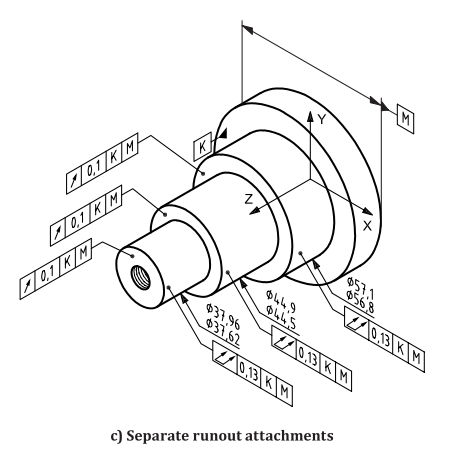 M
Y
K
0,1 K M
Z
X
0,1 K M
0,1 K M
ø57,1
ø56,8
ø44,9
ø44,5
ø37,96
ø37,62
0,13 K M
0,13 K M
0,13 K M
c) Separate runout attachments